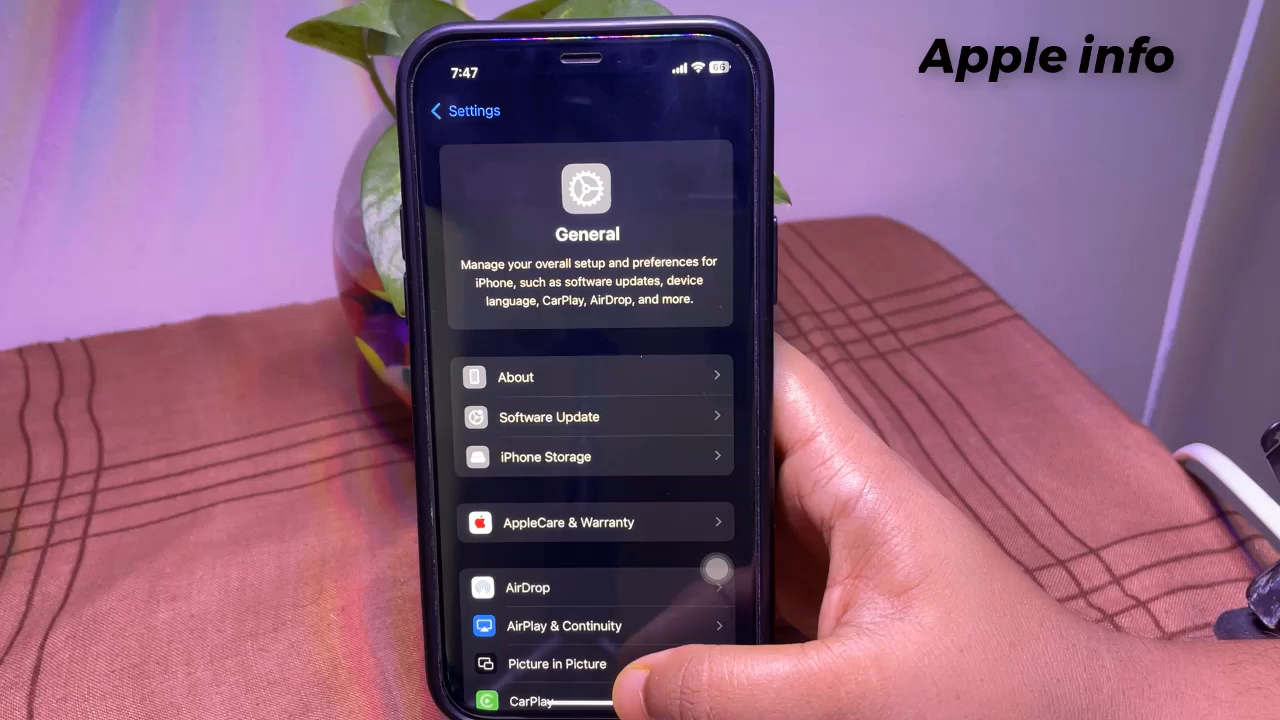 Apple info
7:47
66
Settings
General
Manage your overall setup and preferences for
iPhone, such as software updates, device
language, CarPlay, AirDrop, and more.
About
Software Update
iPhone Storage
AppleCare & Warranty
AirDrop
AirPlay & Continuity
Picture in Picture
CarPlay